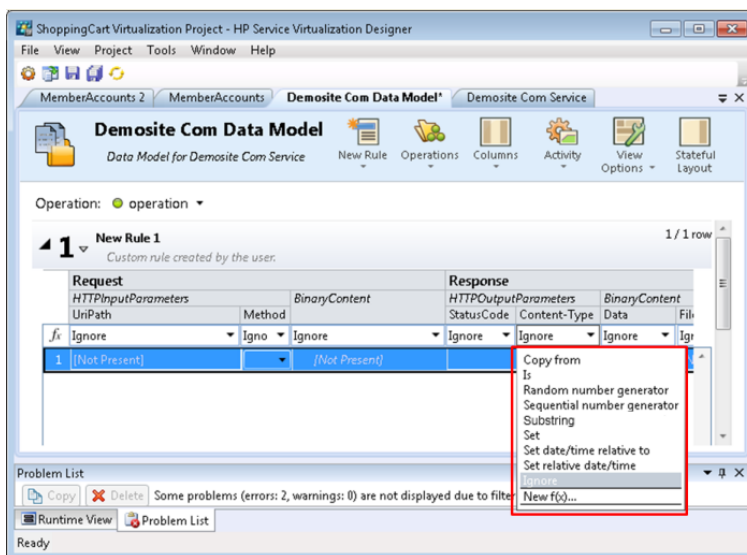 ShoppingCart Virtualization Project - HP Service Virtualization Designer
File View Project Tools Window Help
MemberAccounts 2 MemberAccounts Demosite Com Data Model* Demosite Com Service
Demosite Com Data Model
Data Model for Demosite Com Service
New Rule Operations Columns Activity View Options Stateful Layout
Operation: operation
1 New Rule 1 1 / 1 row
Custom rule created by the user.
Request Response
HTTPInputParameters BinaryContent HTTPOutputParameters BinaryContent
UriPath Method StatusCode Content-Type Data
fx Ignore Igno Ignore Ignore Ignore Ignore Igr
1 [Not Present] [Not Present]
Copy from
Is
Random number generator
Sequential number generator
Substring
Set
Set date/time relative to
Set relative date/time
Ignore
New f(x)...
Problem List
Copy Delete Some problems (errors: 2, warnings: 0) are not displayed due to filte
Runtime View Problem List
Ready